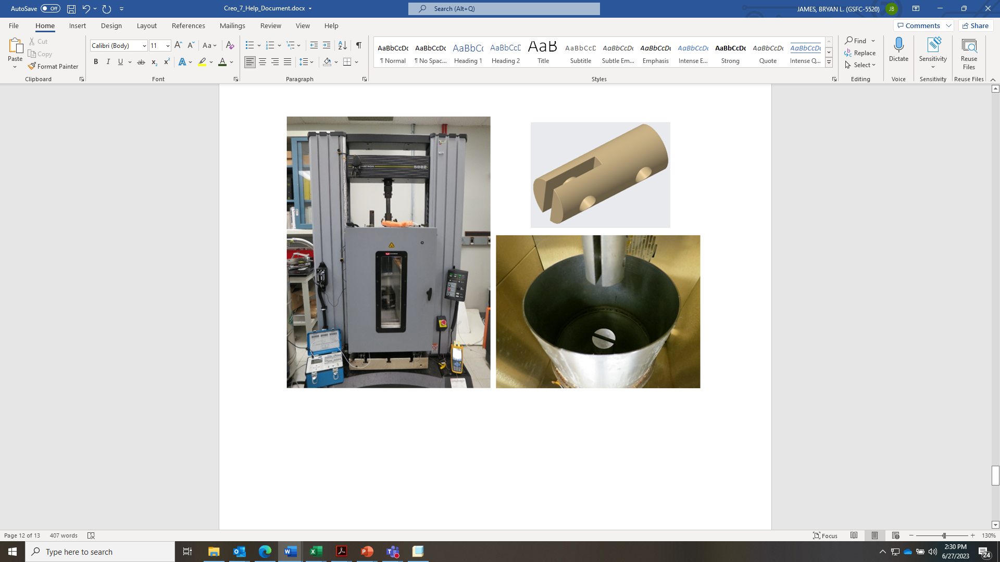 AutoSave Off
Creo_7_Help_Document.docx
Search (Alt+Q)
JAMES, BRYAN L. (GSFC-5520) JB
File Home Insert Design Layout References Mailings Review View Help
Comments Share
Paste
Cut
Copy
Format Painter
Clipboard
Calibri (Body) 11
Font
Paragraph
AaBbCcDc AaBbCcDc AaBbC AaBbCcD AaB AaBbCcD AaBbCcDc AaBbCcDc AaBbCcDc AaBbCcDc AaBbCcDc AaBbCcDc
¶ Normal ¶ No Spac... Heading 1 Heading 2 Title Subtitle Subtle Em... Emphasis Intense E... Strong Quote Intense Q...
Styles
Find
Replace
Select
Editing
Dictate
Voice
Sensitivity
Sensitivity
Reuse Files
Reuse Files
5882
Page 12 of 13 407 words
Focus
130%
Type here to search
2:30 PM
6/27/2023
24